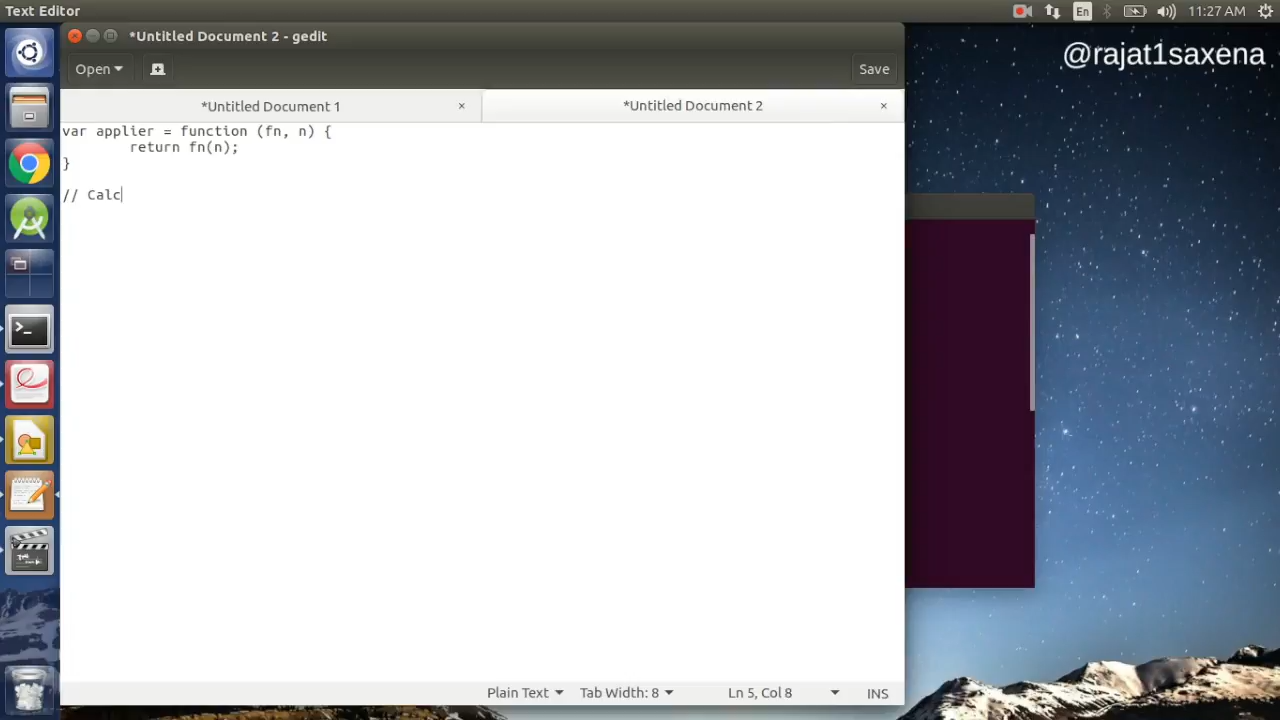 Text Editor
En
11:27 AM
*Untitled Document 2 - gedit
@rajat1saxena
Open
Save
*Untitled Document 1 ×
*Untitled Document 2 ×
var applier = function (fn, n) {
        return fn(n);
}
// Calc
Plain Text
Tab Width: 8
Ln 5, Col 8
INS